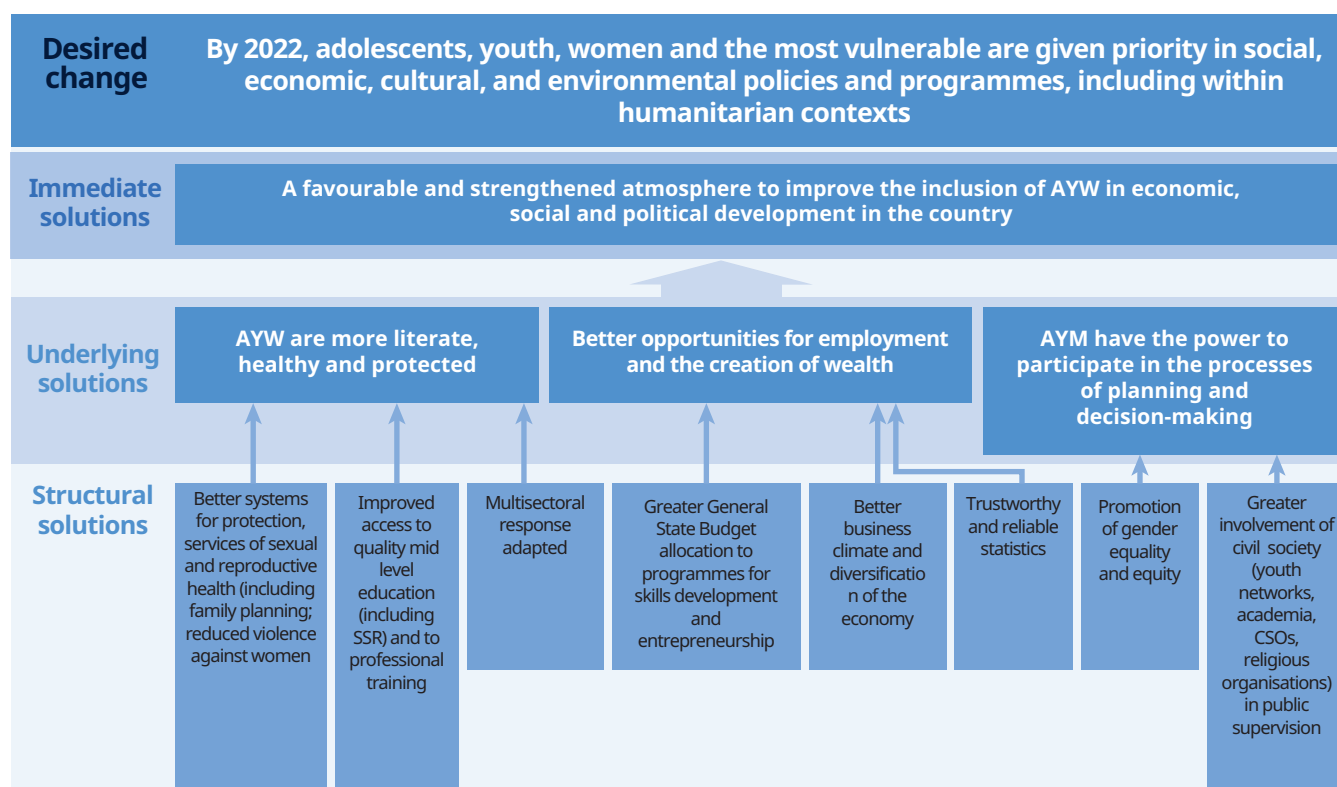 Desired
change
By 2022, adolescents, youth, women and the most vulnerable are given priority in social,
economic, cultural, and environmental policies and programmes, including within
humanitarian contexts
Immediate
solutions
A favourable and strengthened atmosphere to improve the inclusion of AYW in economic,
social and political development in the country
Underlying
solutions
AYW are more literate,
healthy and protected
Better opportunities for employment
and the creation of wealth
AYM have the power to
participate in the processes
of planning and
decision-making
Structural
solutions
Better systems
for protection,
services of sexual
and reproductive
health (including
family planning;
reduced violence
against women
Improved
access to
quality mid
level
education
(including
SSR) and to
professional
training
Multisectoral
response
adapted
Greater General
State Budget
allocation to
programmes for
skills development
and
entrepreneurship
Better
business
climate and
diversificatio
n of the
economy
Trustworthy
and reliable
statistics
Promotion
of gender
equality
and equity
Greater
involvement of
civil society
(youth
networks,
academia,
CSOs,
religious
organisations)
in public
supervision